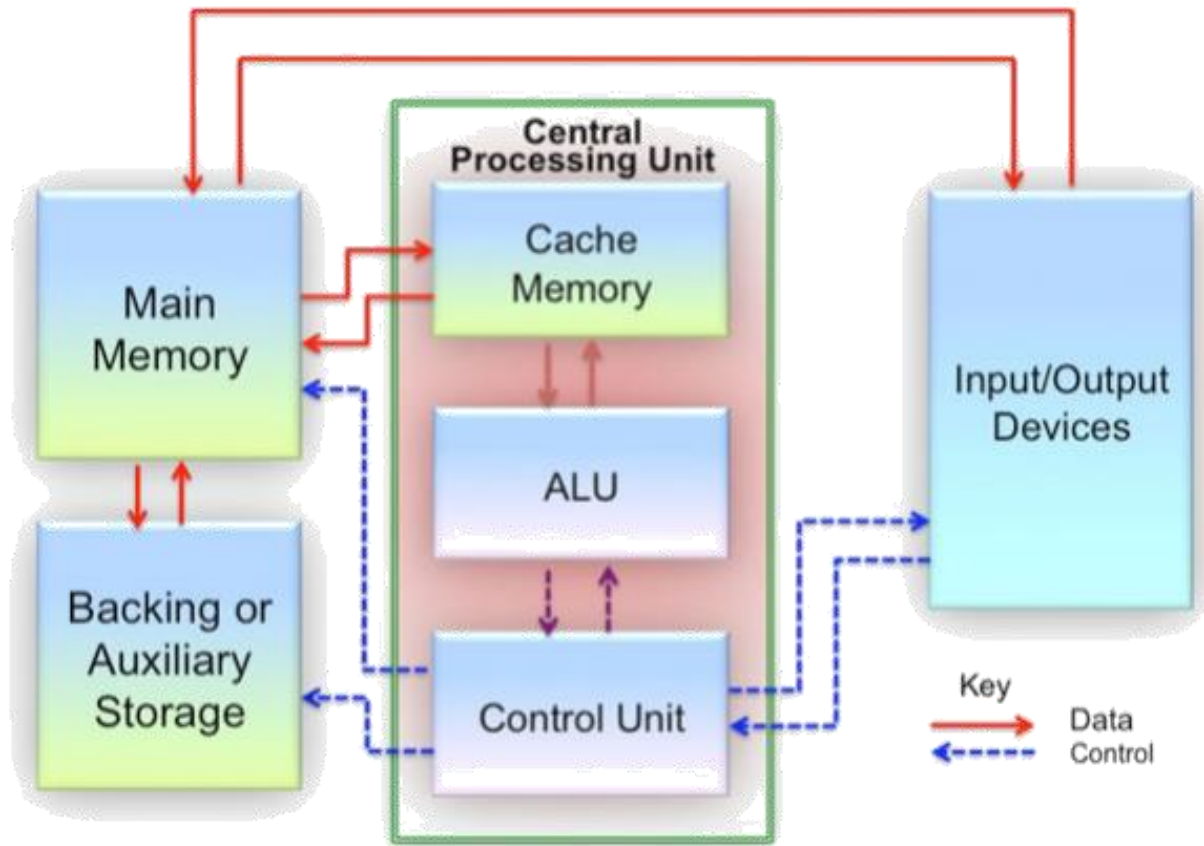 Central
Processing Unit
Main
Memory
Cache
Memory
Input/Output
Devices
ALU
Backing or
Auxiliary
Storage
Control Unit
Key
Data
Control